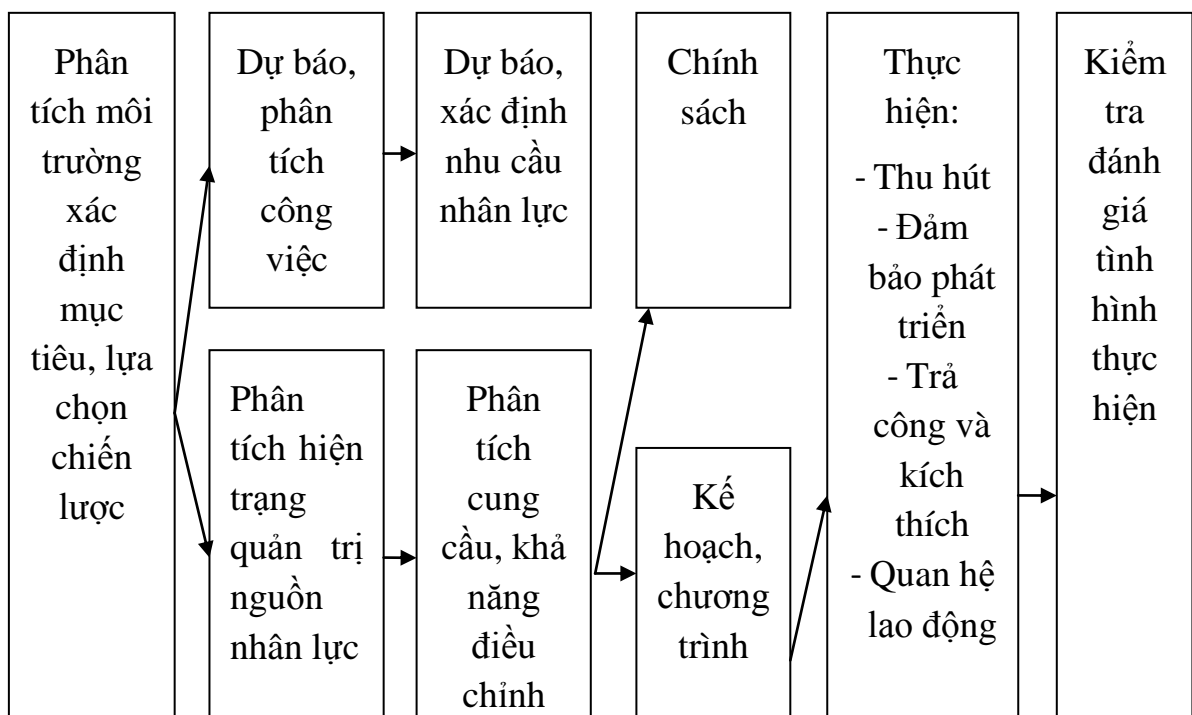 Phân
tích môi
trường
xác
định
mục
tiêu, lựa
chọn
chiến
lược
Dự báo,
phân
tích
công
việc
Dự báo,
xác định
nhu cầu
nhân lực
Phân
tích hiện
trạng
quản trị
nguồn
nhân lực
Phân
tích
cung
cầu, khả
năng
điều
chỉnh
Chính
sách
Kế
hoạch,
chương
trình
Thực
hiện:
- Thu hút
- Đảm
bảo phát
triển
- Trả
công và
kích
thích
- Quan hệ
lao động
Kiểm
tra
đánh
giá
tình
hình
thực
hiện